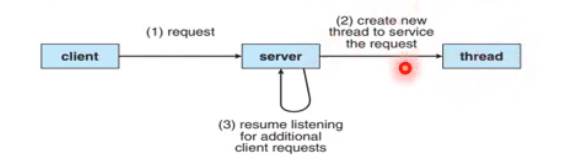 (1) request
(2) create new
thread to service
the request
client
server
thread
(3) resume listening
for additional
client requests